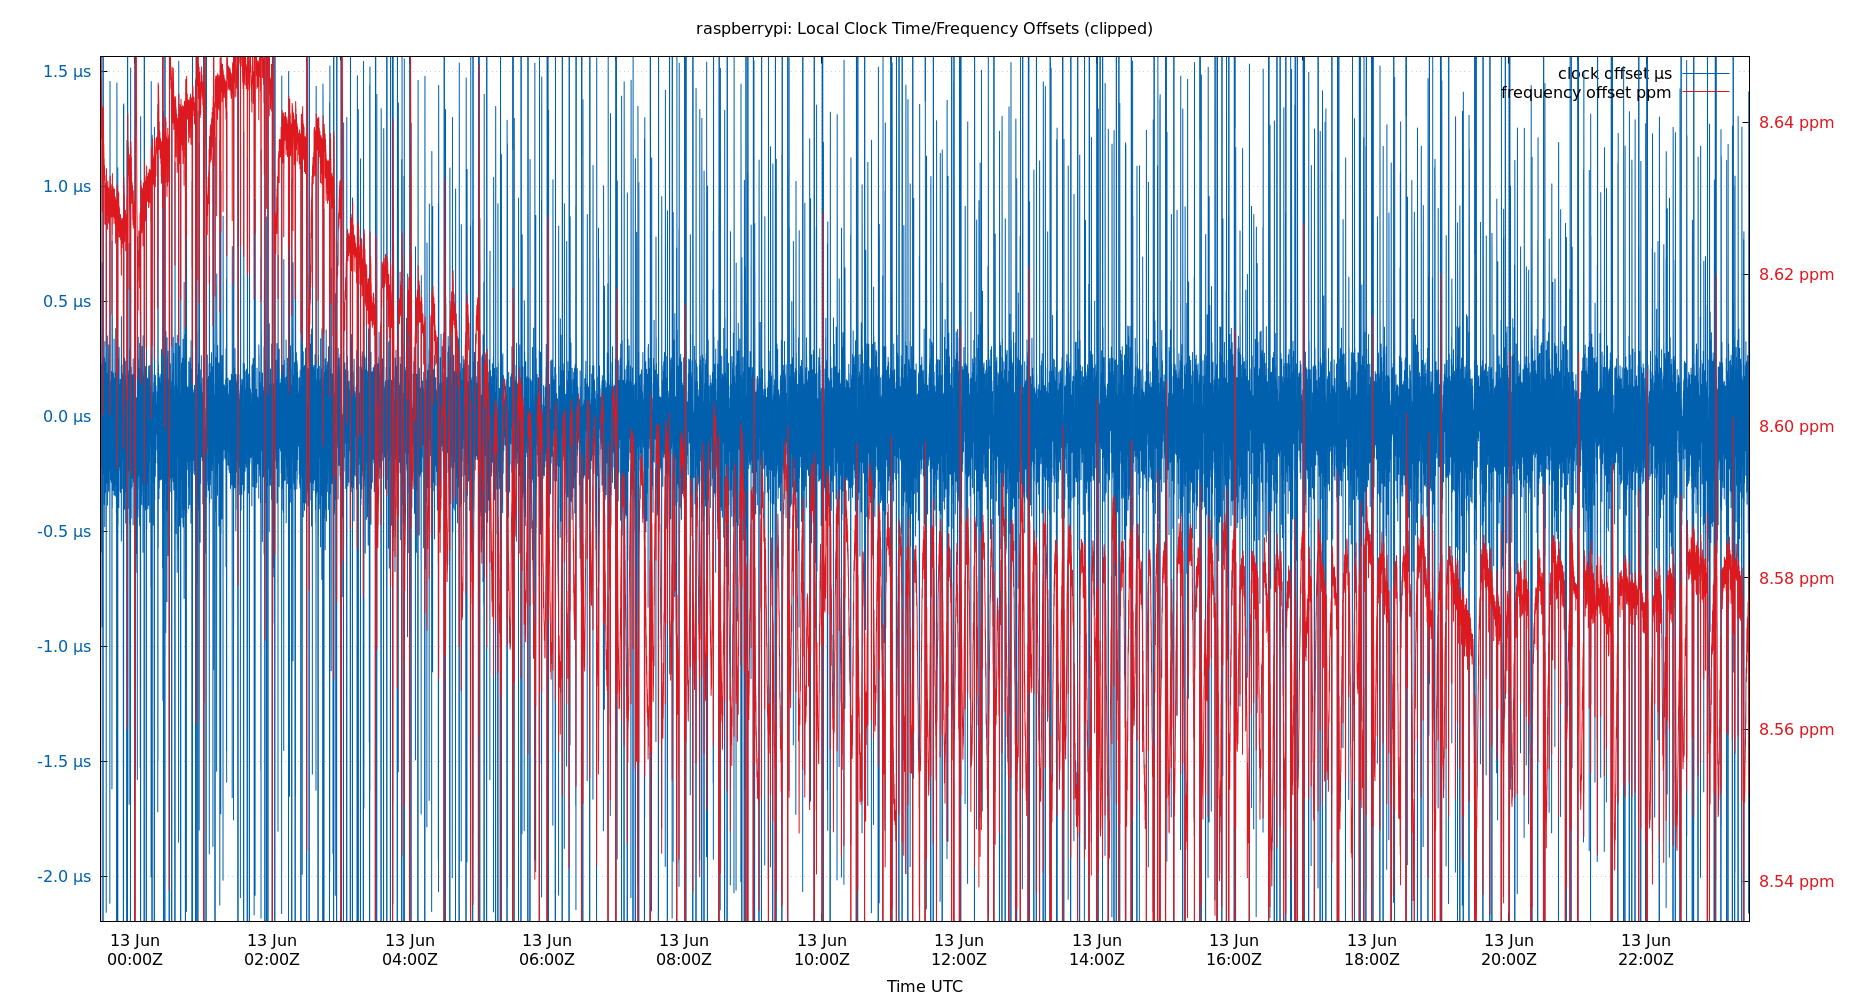 raspberrypi: Local Clock Time/Frequency Offsets (clipped)
clock offset µs
frequency offset ppm
1.5 µs
1.0 µs
0.5 µs
0.0 µs
-0.5 µs
-1.0 µs
-1.5 µs
-2.0 µs
8.64 ppm
8.62 ppm
8.60 ppm
8.58 ppm
8.56 ppm
8.54 ppm
13 Jun 13 Jun 13 Jun 13 Jun 13 Jun 13 Jun 13 Jun 13 Jun 13 Jun 13 Jun 13 Jun 13 Jun
00:00Z 02:00Z 04:00Z 06:00Z 08:00Z 10:00Z 12:00Z 14:00Z 16:00Z 18:00Z 20:00Z 22:00Z
Time UTC